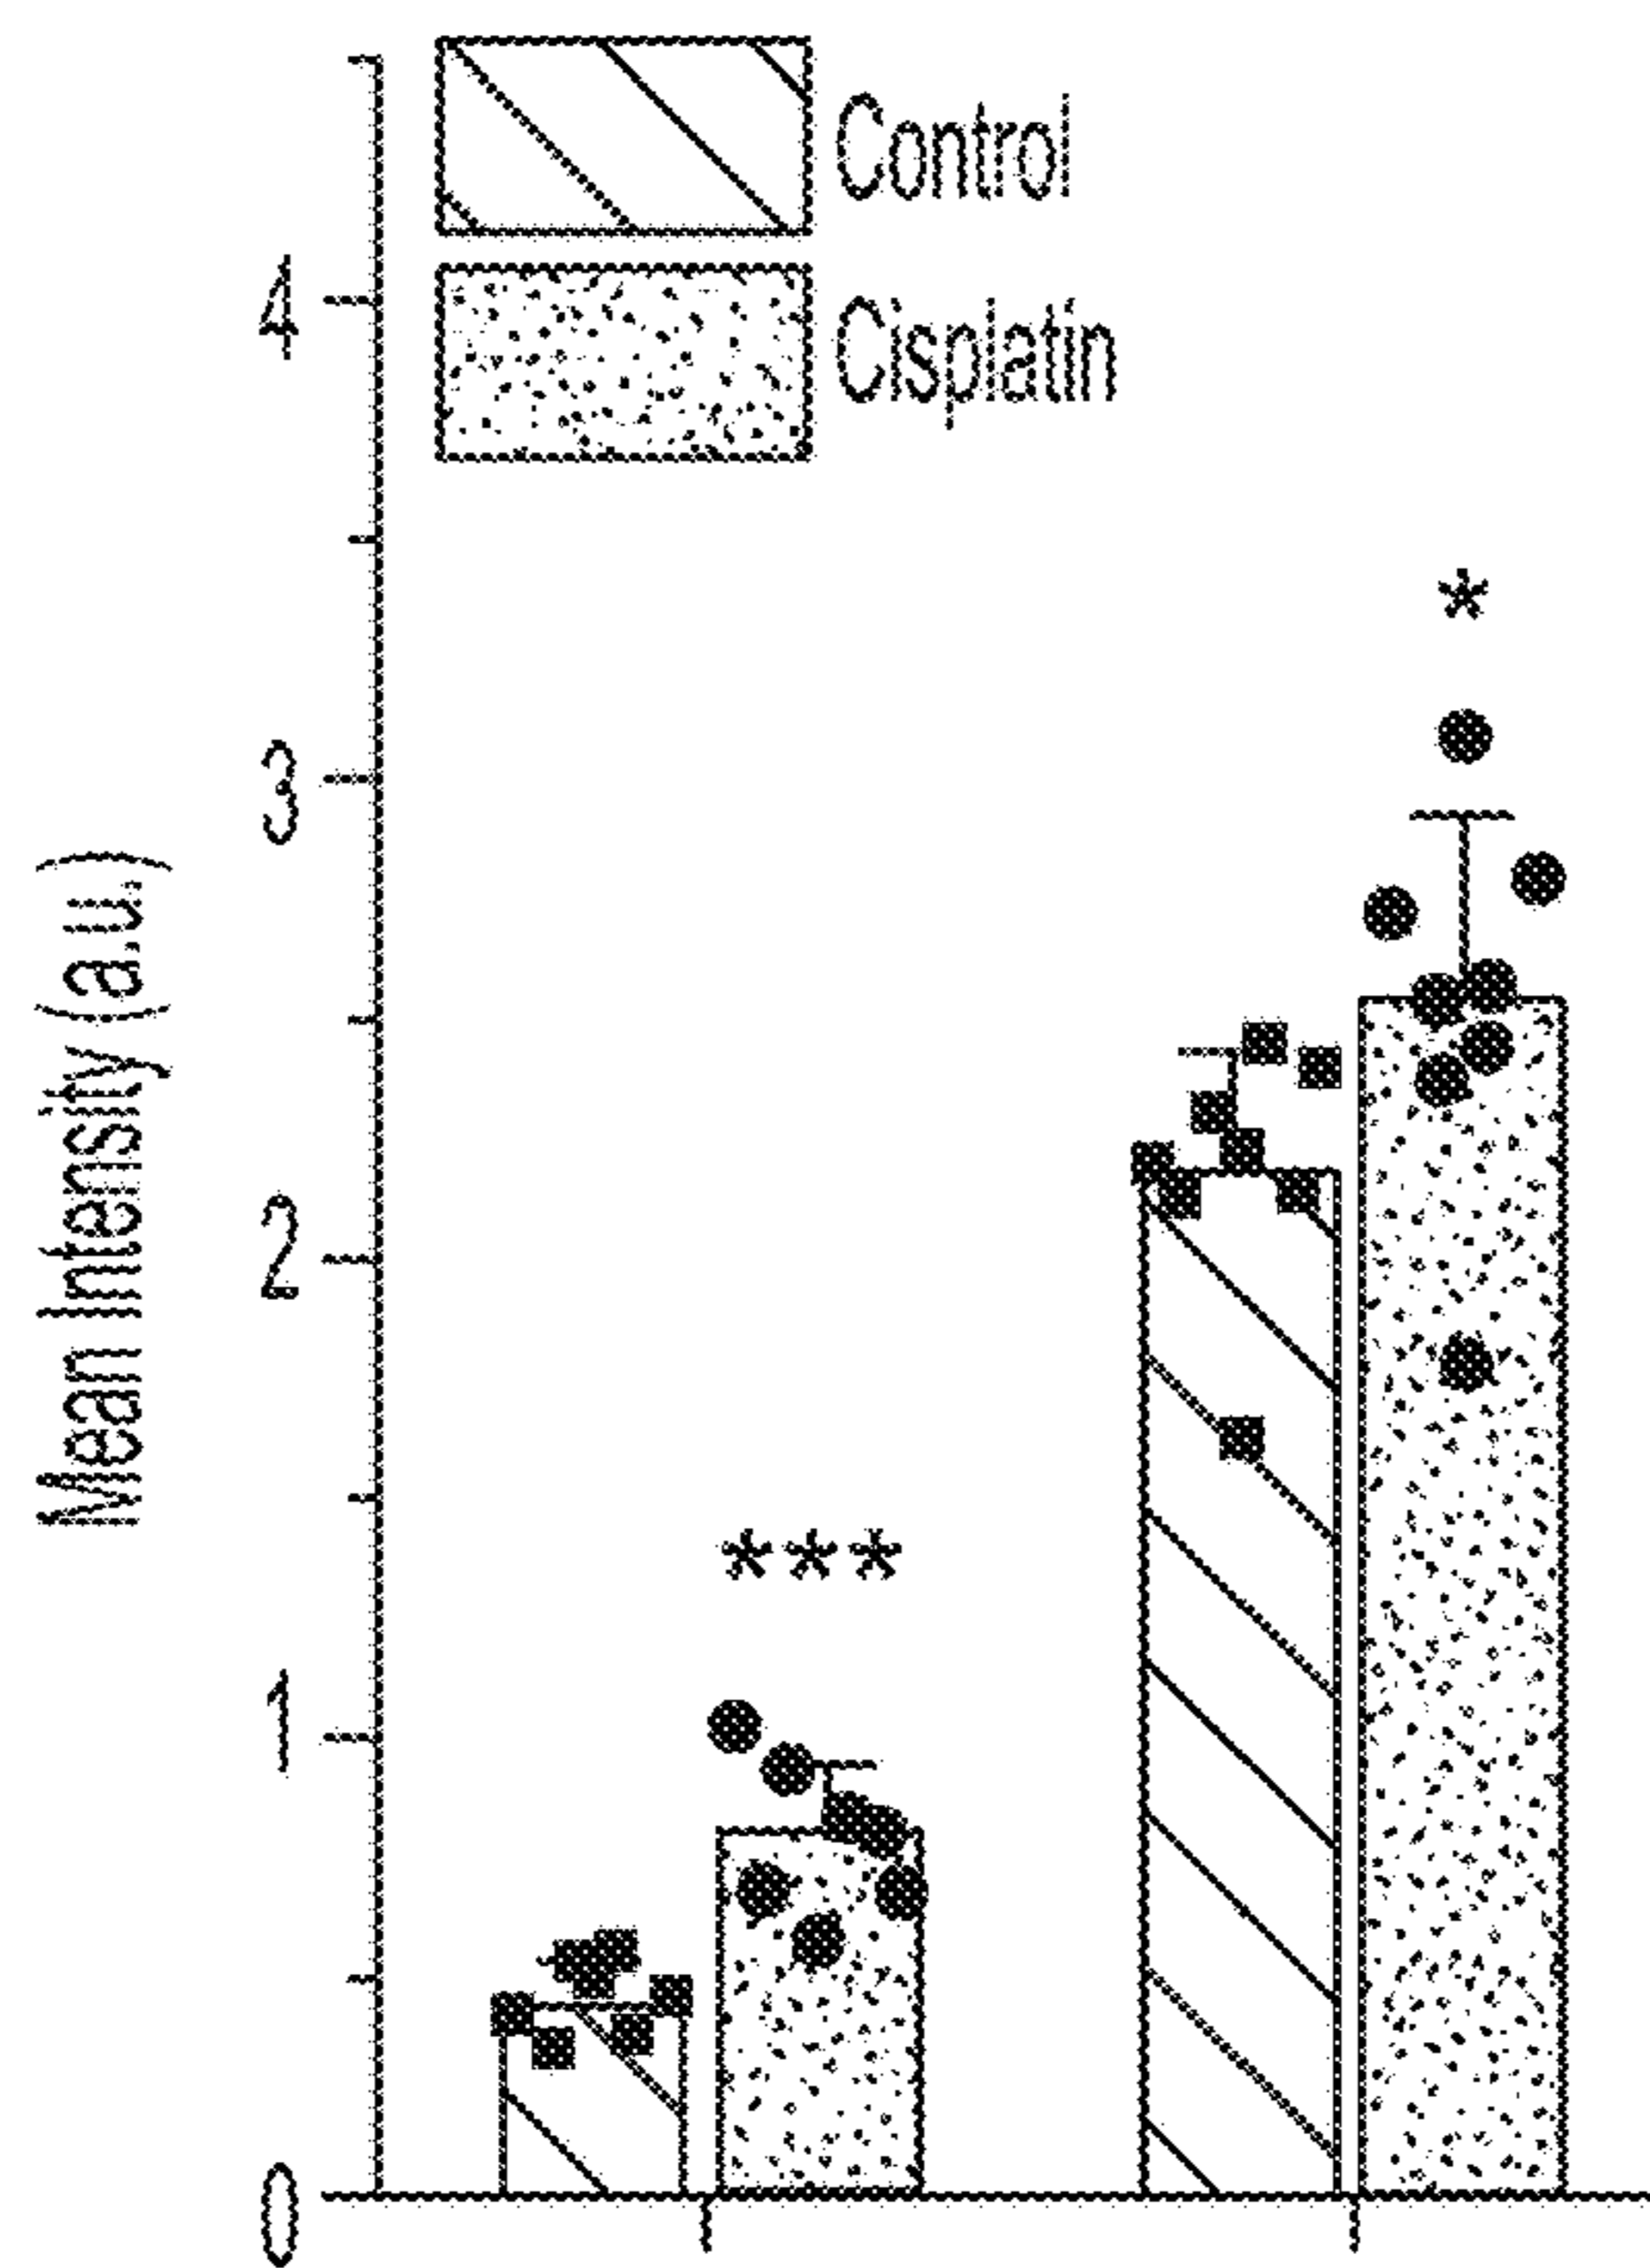 Control
Cisplatin
Mean Intensity (a.u.)
4
3
2
1
0
*
***